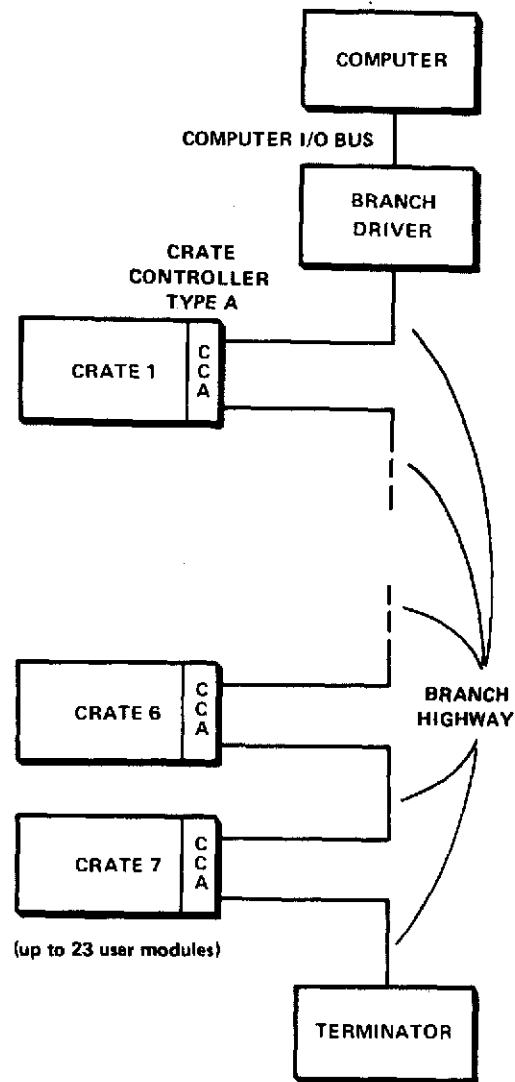 COMPUTER
COMPUTER I/O BUS
BRANCH
DRIVER
CRATE
CONTROLLER
TYPE A
CRATE 1
C
C
A
CRATE 6
C
C
A
BRANCH
HIGHWAY
CRATE 7
C
C
A
(up to 23 user modules)
TERMINATOR